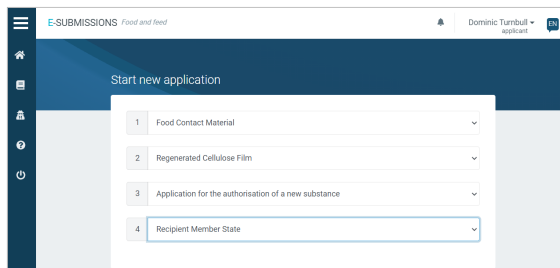 E-SUBMISSIONS Food and feed
Dominic Turnbull
applicant
EN
Start new application
1 Food Contact Material
2 Regenerated Cellulose Film
3 Application for the authorisation of a new substance
4 Recipient Member State